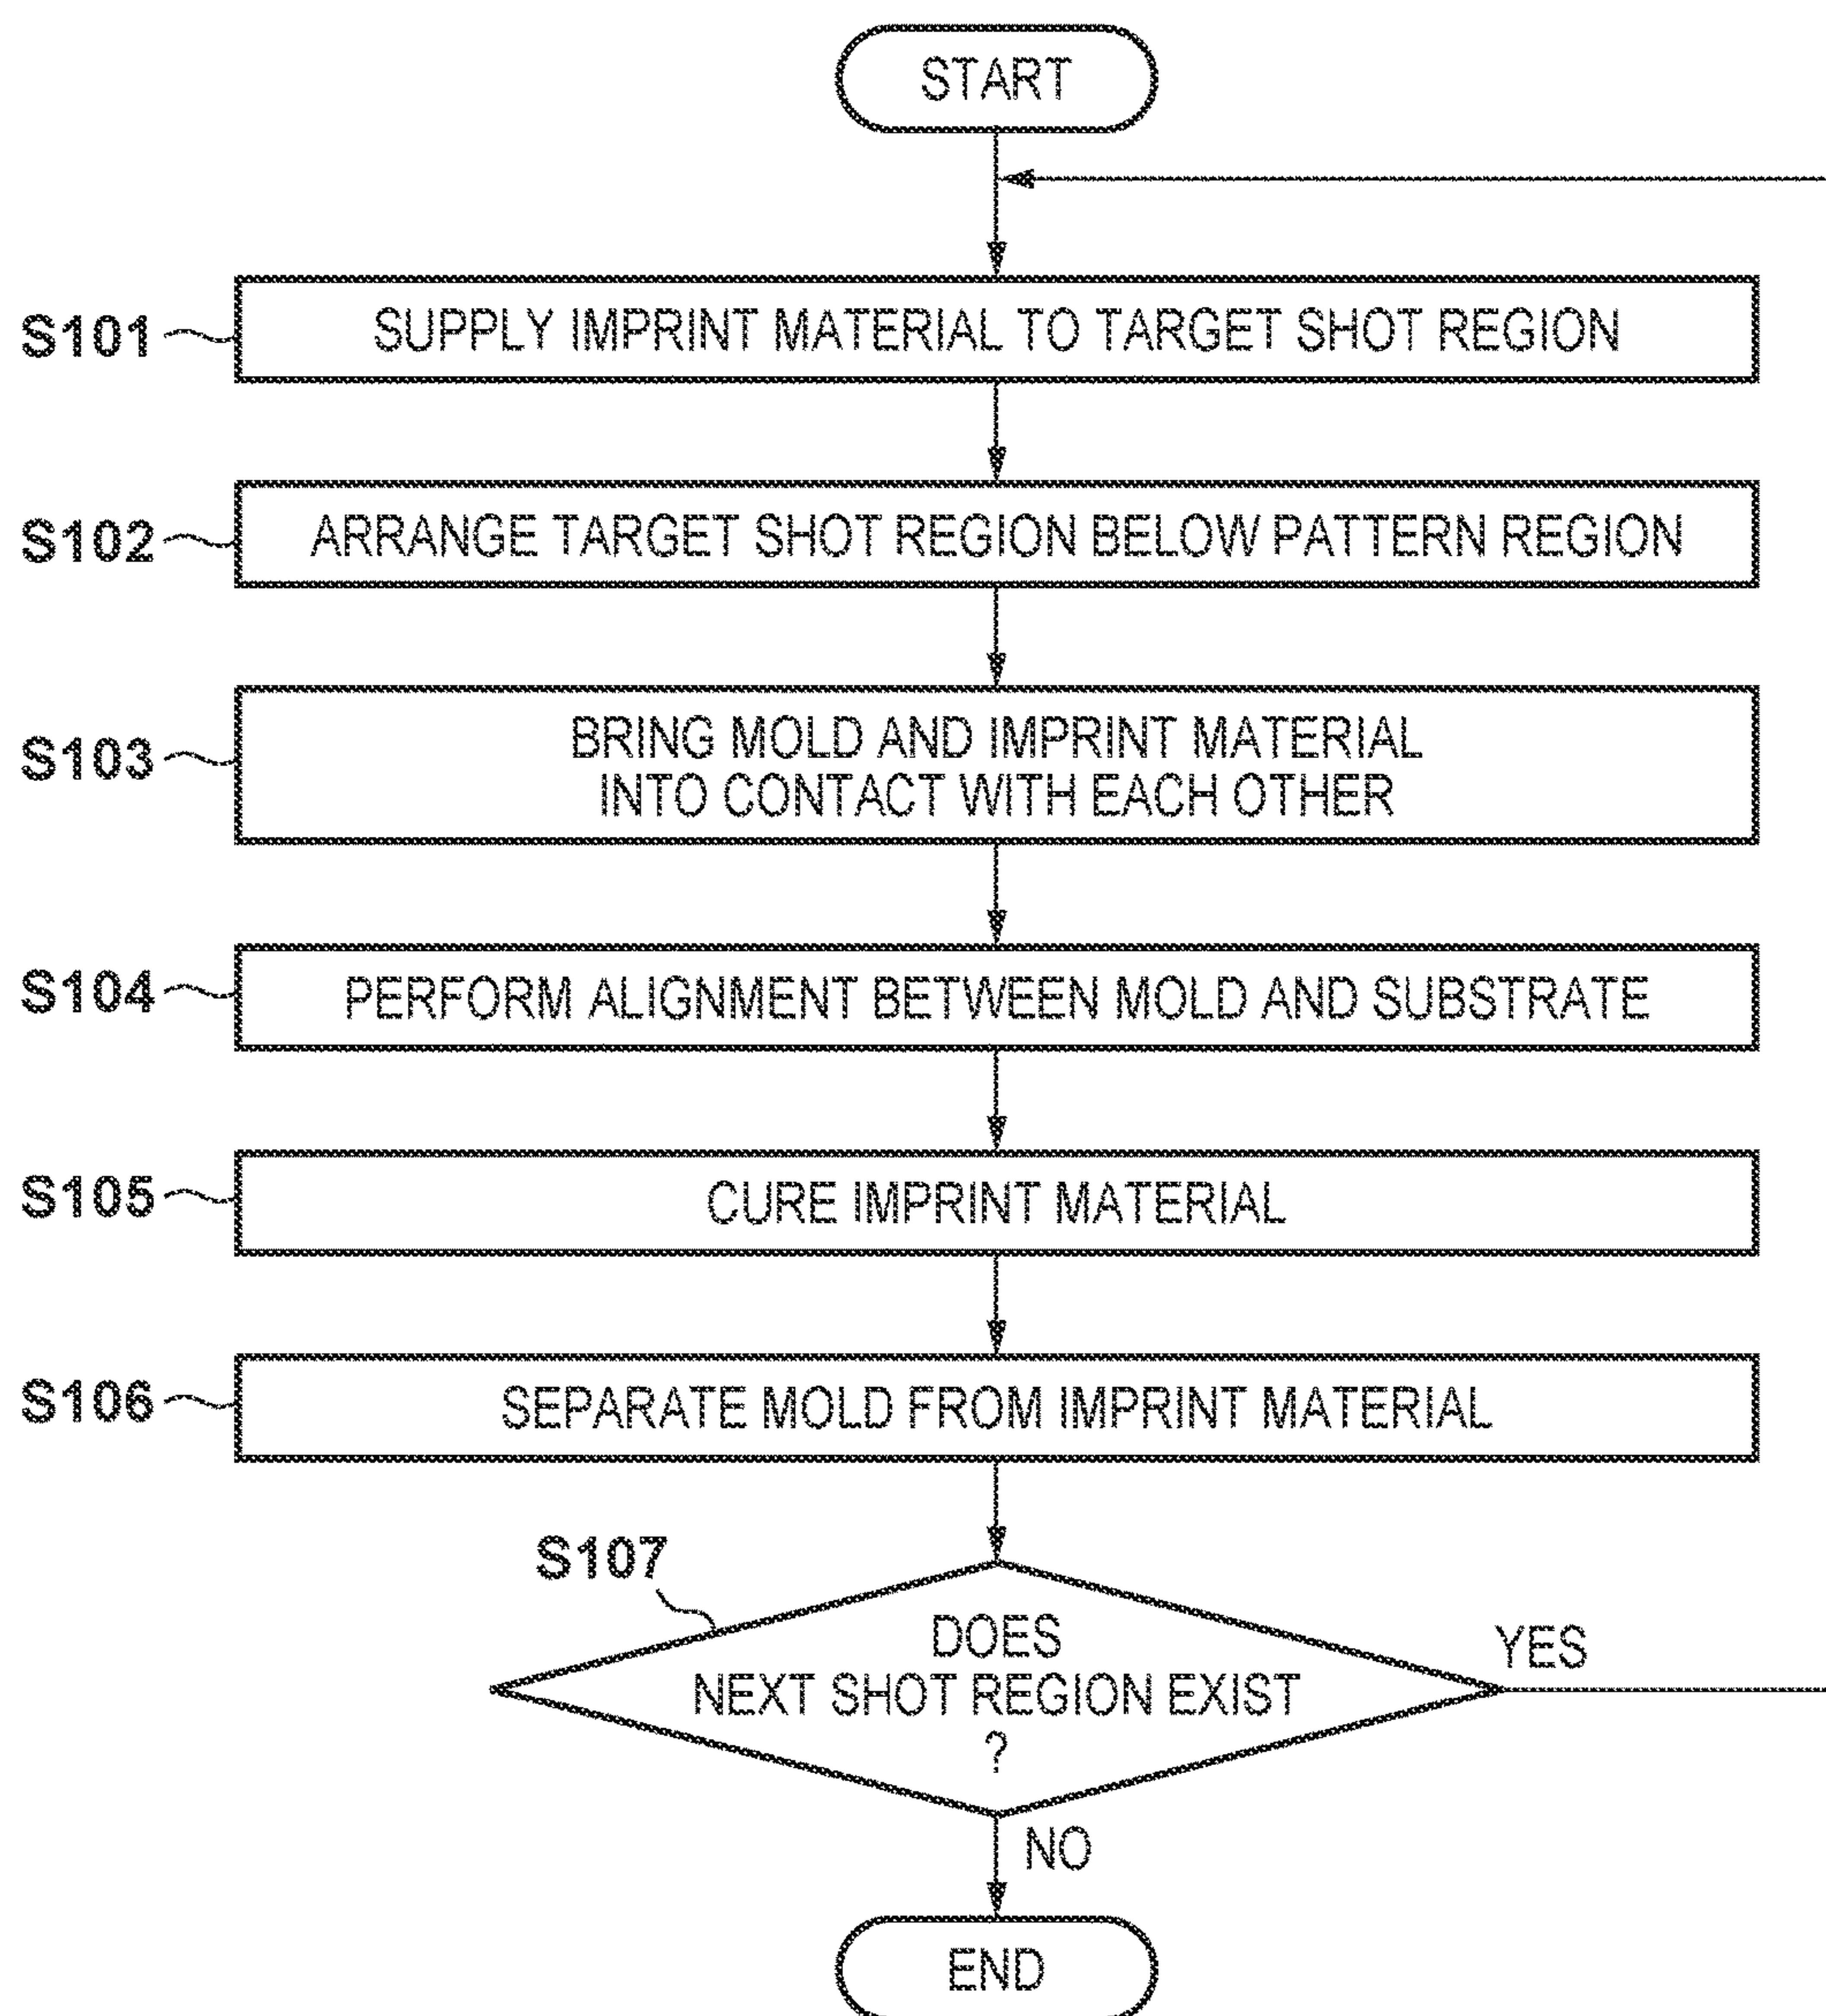 START
S101
SUPPLY IMPRINT MATERIAL TO TARGET SHOT REGION
S102
ARRANGE TARGET SHOT REGION BELOW PATTERN REGION
S103
BRING MOLD AND IMPRINT MATERIAL
INTO CONTACT WITH EACH OTHER
S104
PERFORM ALIGNMENT BETWEEN MOLD AND SUBSTRATE
S105
CURE IMPRINT MATERIAL
S106
SEPARATE MOLD FROM IMPRINT MATERIAL
S107
DOES
NEXT SHOT REGION EXIST
?
YES
NO
END